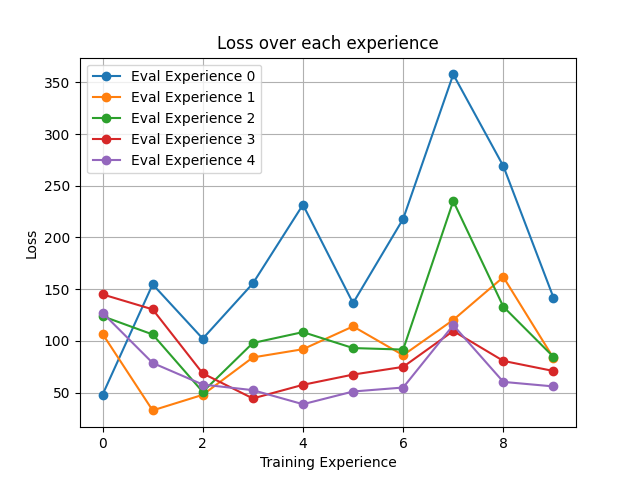 Loss over each experience
350
300
250
200
150
100
50
Loss
Eval Experience 0
Eval Experience 1
Eval Experience 2
Eval Experience 3
Eval Experience 4
0
2
4
6
8
Training Experience